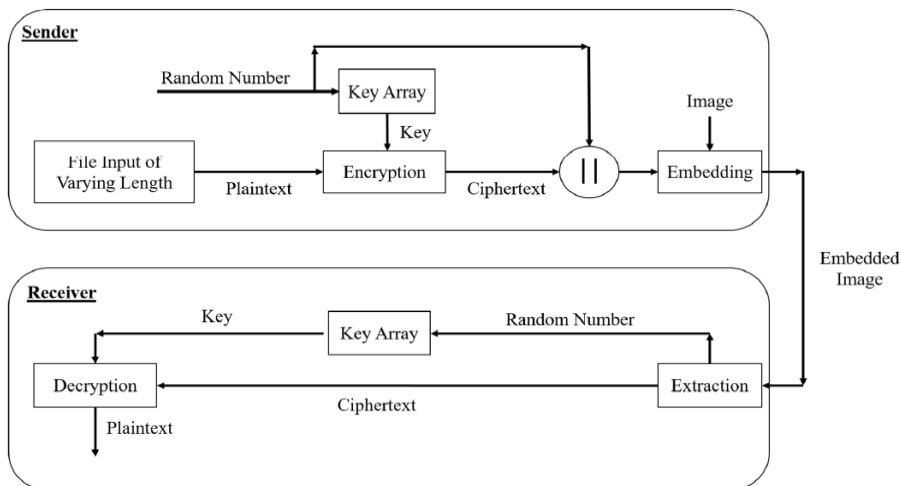 Sender
Random Number
Key Array
Image
Key
File Input of
Varying Length
Plaintext
Encryption
Ciphertext
||
Embedding
Embedded
Image
Receiver
Key
Key Array
Random Number
Decryption
Ciphertext
Extraction
Plaintext